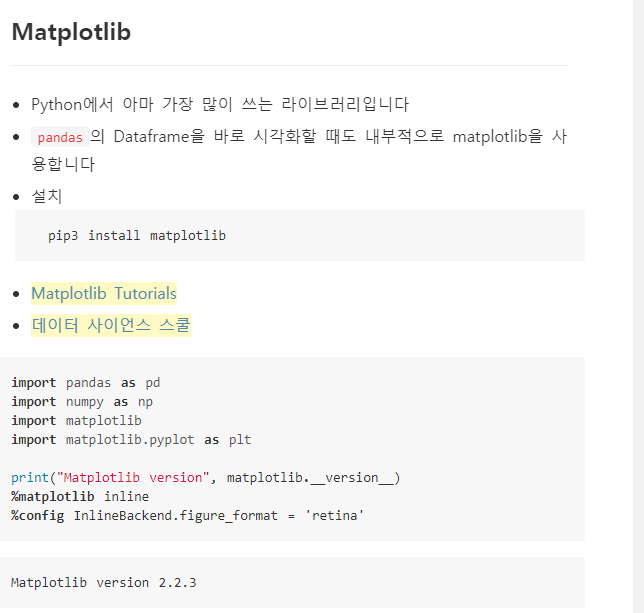 Matplotlib
Python에서 아마 가장 많이 쓰는 라이브러리입니다
pandas 의 Dataframe을 바로 시각화할 때도 내부적으로 matplotlib을 사
용합니다
설치
pip3 install matplotlib
Matplotlib Tutorials
데이터 사이언스 스쿨
import pandas as pd
import numpy as np
import matplotlib
import matplotlib.pyplot as plt
print("Matplotlib version", matplotlib.__version__)
%matplotlib inline
%config InlineBackend.figure_format = 'retina'
Matplotlib version 2.2.3